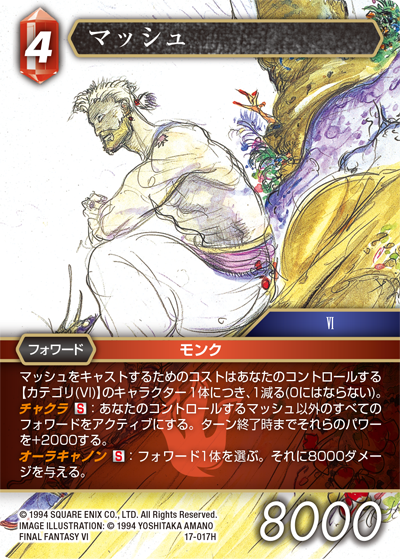 4
マッシュ
VI
フォワード
モンク
マッシュをキャストするためのコストはあなたのコントロールする
【カテゴリ(VI)】のキャラクター1体につき、1減る(0にはならない)。
チャクラ S：あなたのコントロールするマッシュ以外のすべての
フォワードをアクティブにする。ターン終了時までそれらのパワー
を+2000する。
オーラキャノン S：フォワード1体を選ぶ。それに8000ダメー
ジを与える。
© 1994 SQUARE ENIX CO., LTD. All Rights Reserved.
IMAGE ILLUSTRATION: © 1994 YOSHITAKA AMANO
FINAL FANTASY VI
17-017H
8000